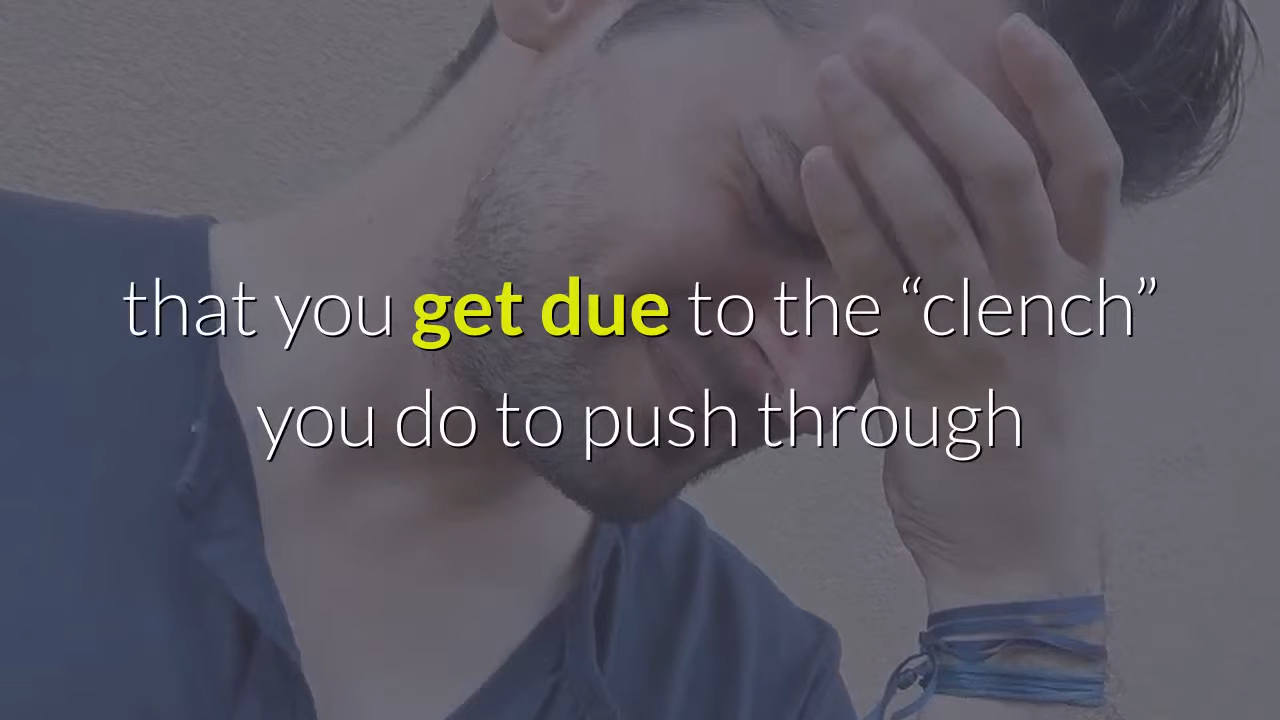 that you get due to the “clench”
you do to push through